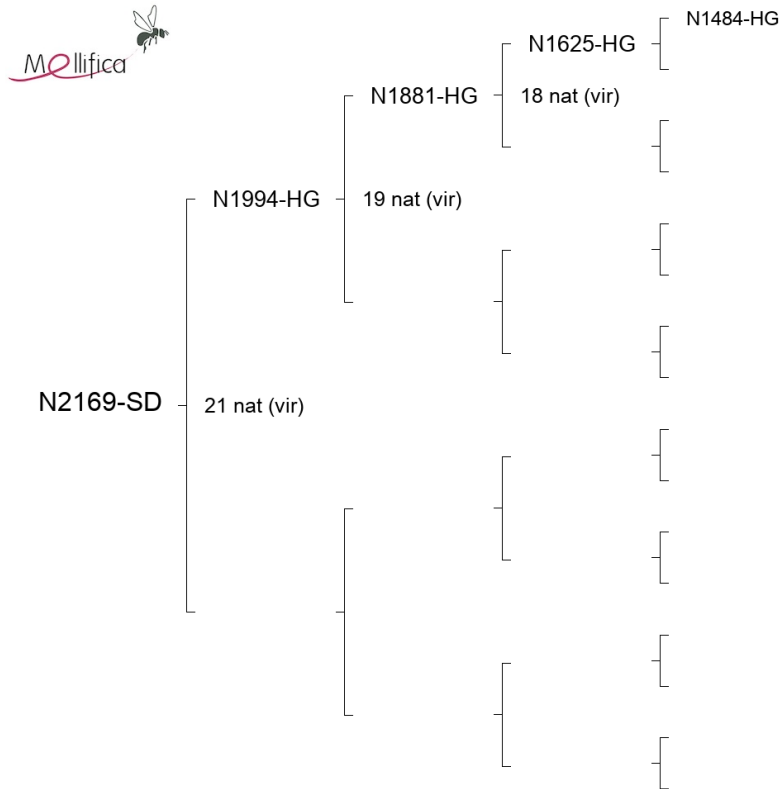 Mellifica
N1484-HG
N1625-HG
N1881-HG
18 nat (vir)
N1994-HG
19 nat (vir)
N2169-SD
21 nat (vir)